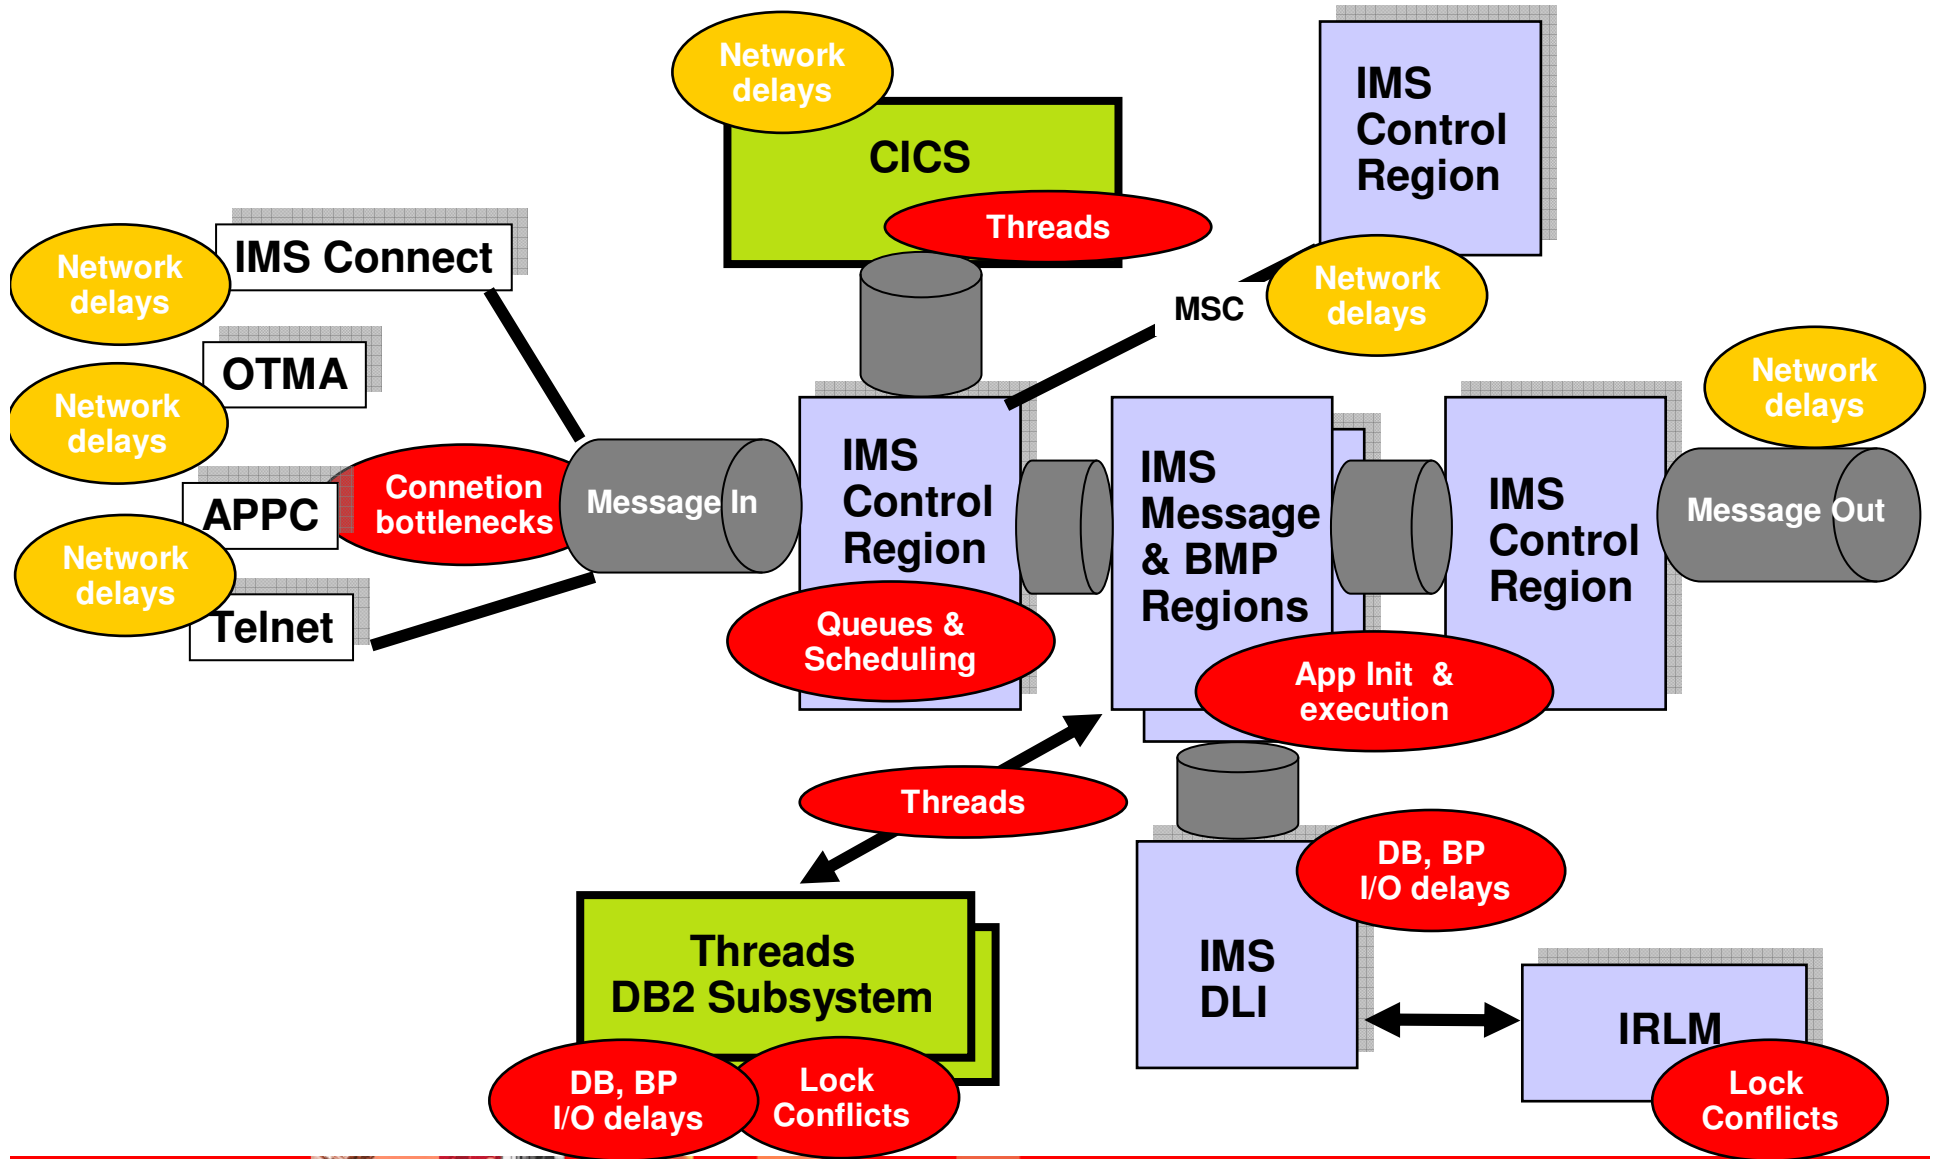 Network
delays
CICS
Threads
IMS
Control
Region
Network
delays
MSC
Network
delays
IMS Connect
Network
delays
OTMA
Network
delays
APPC
Network
delays
Telnet
Connetion
bottlenecks
Message In
IMS
Control
Region
Queues &
Scheduling
IMS
Message
& BMP
Regions
App Init &
execution
IMS
Control
Region
Network
delays
Message Out
Threads
Threads
DB2 Subsystem
DB, BP
I/O delays
Lock
Conflicts
DB, BP
I/O delays
IMS
DLI
IRLM
Lock
Conflicts